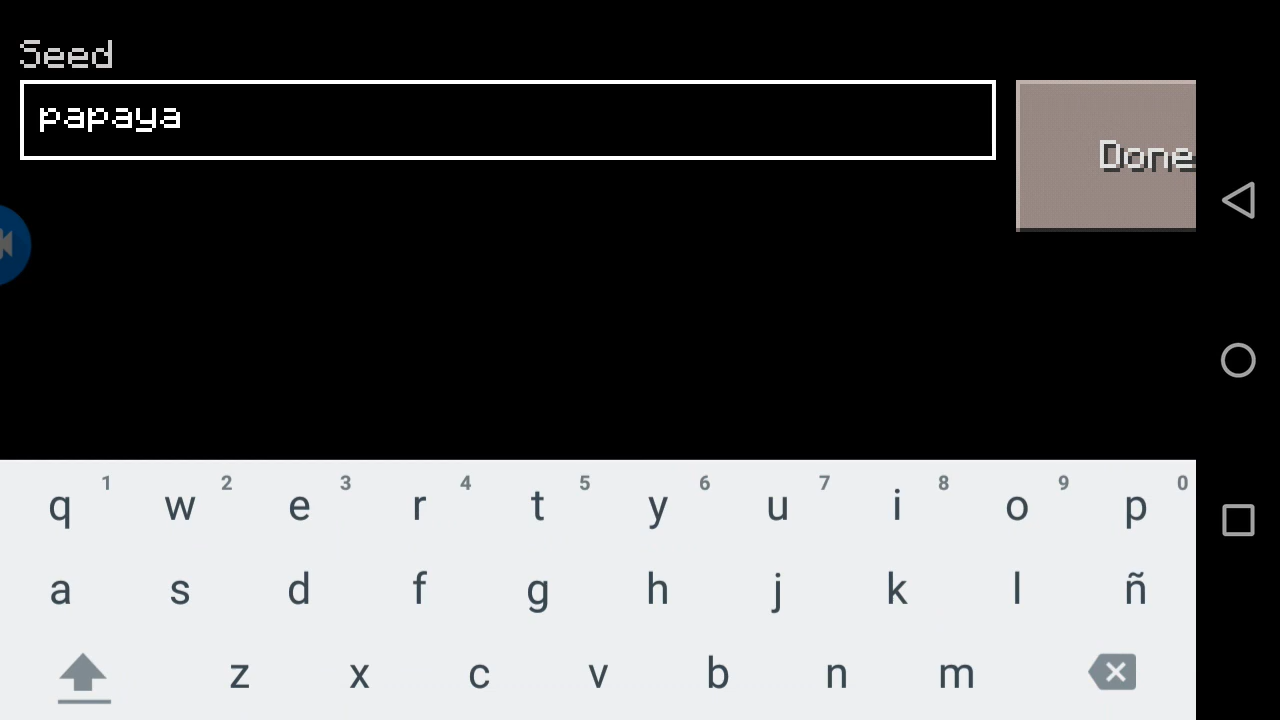 Seed
papaya
Done
1 2 3 4 5 6 7 8 9 0
q w e r t y u i o p
a s d f g h j k l ñ
z x c v b n m